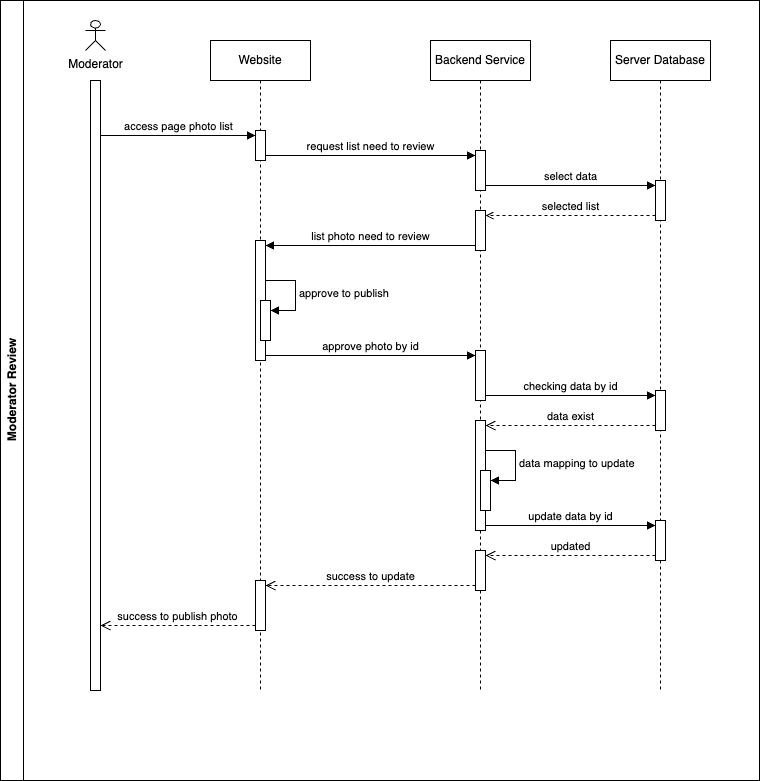 Moderator Review
Moderator
Website
Backend Service
Server Database
access page photo list
request list need to review
select data
selected list
list photo need to review
approve to publish
approve photo by id
checking data by id
data exist
data mapping to update
update data by id
updated
success to update
success to publish photo